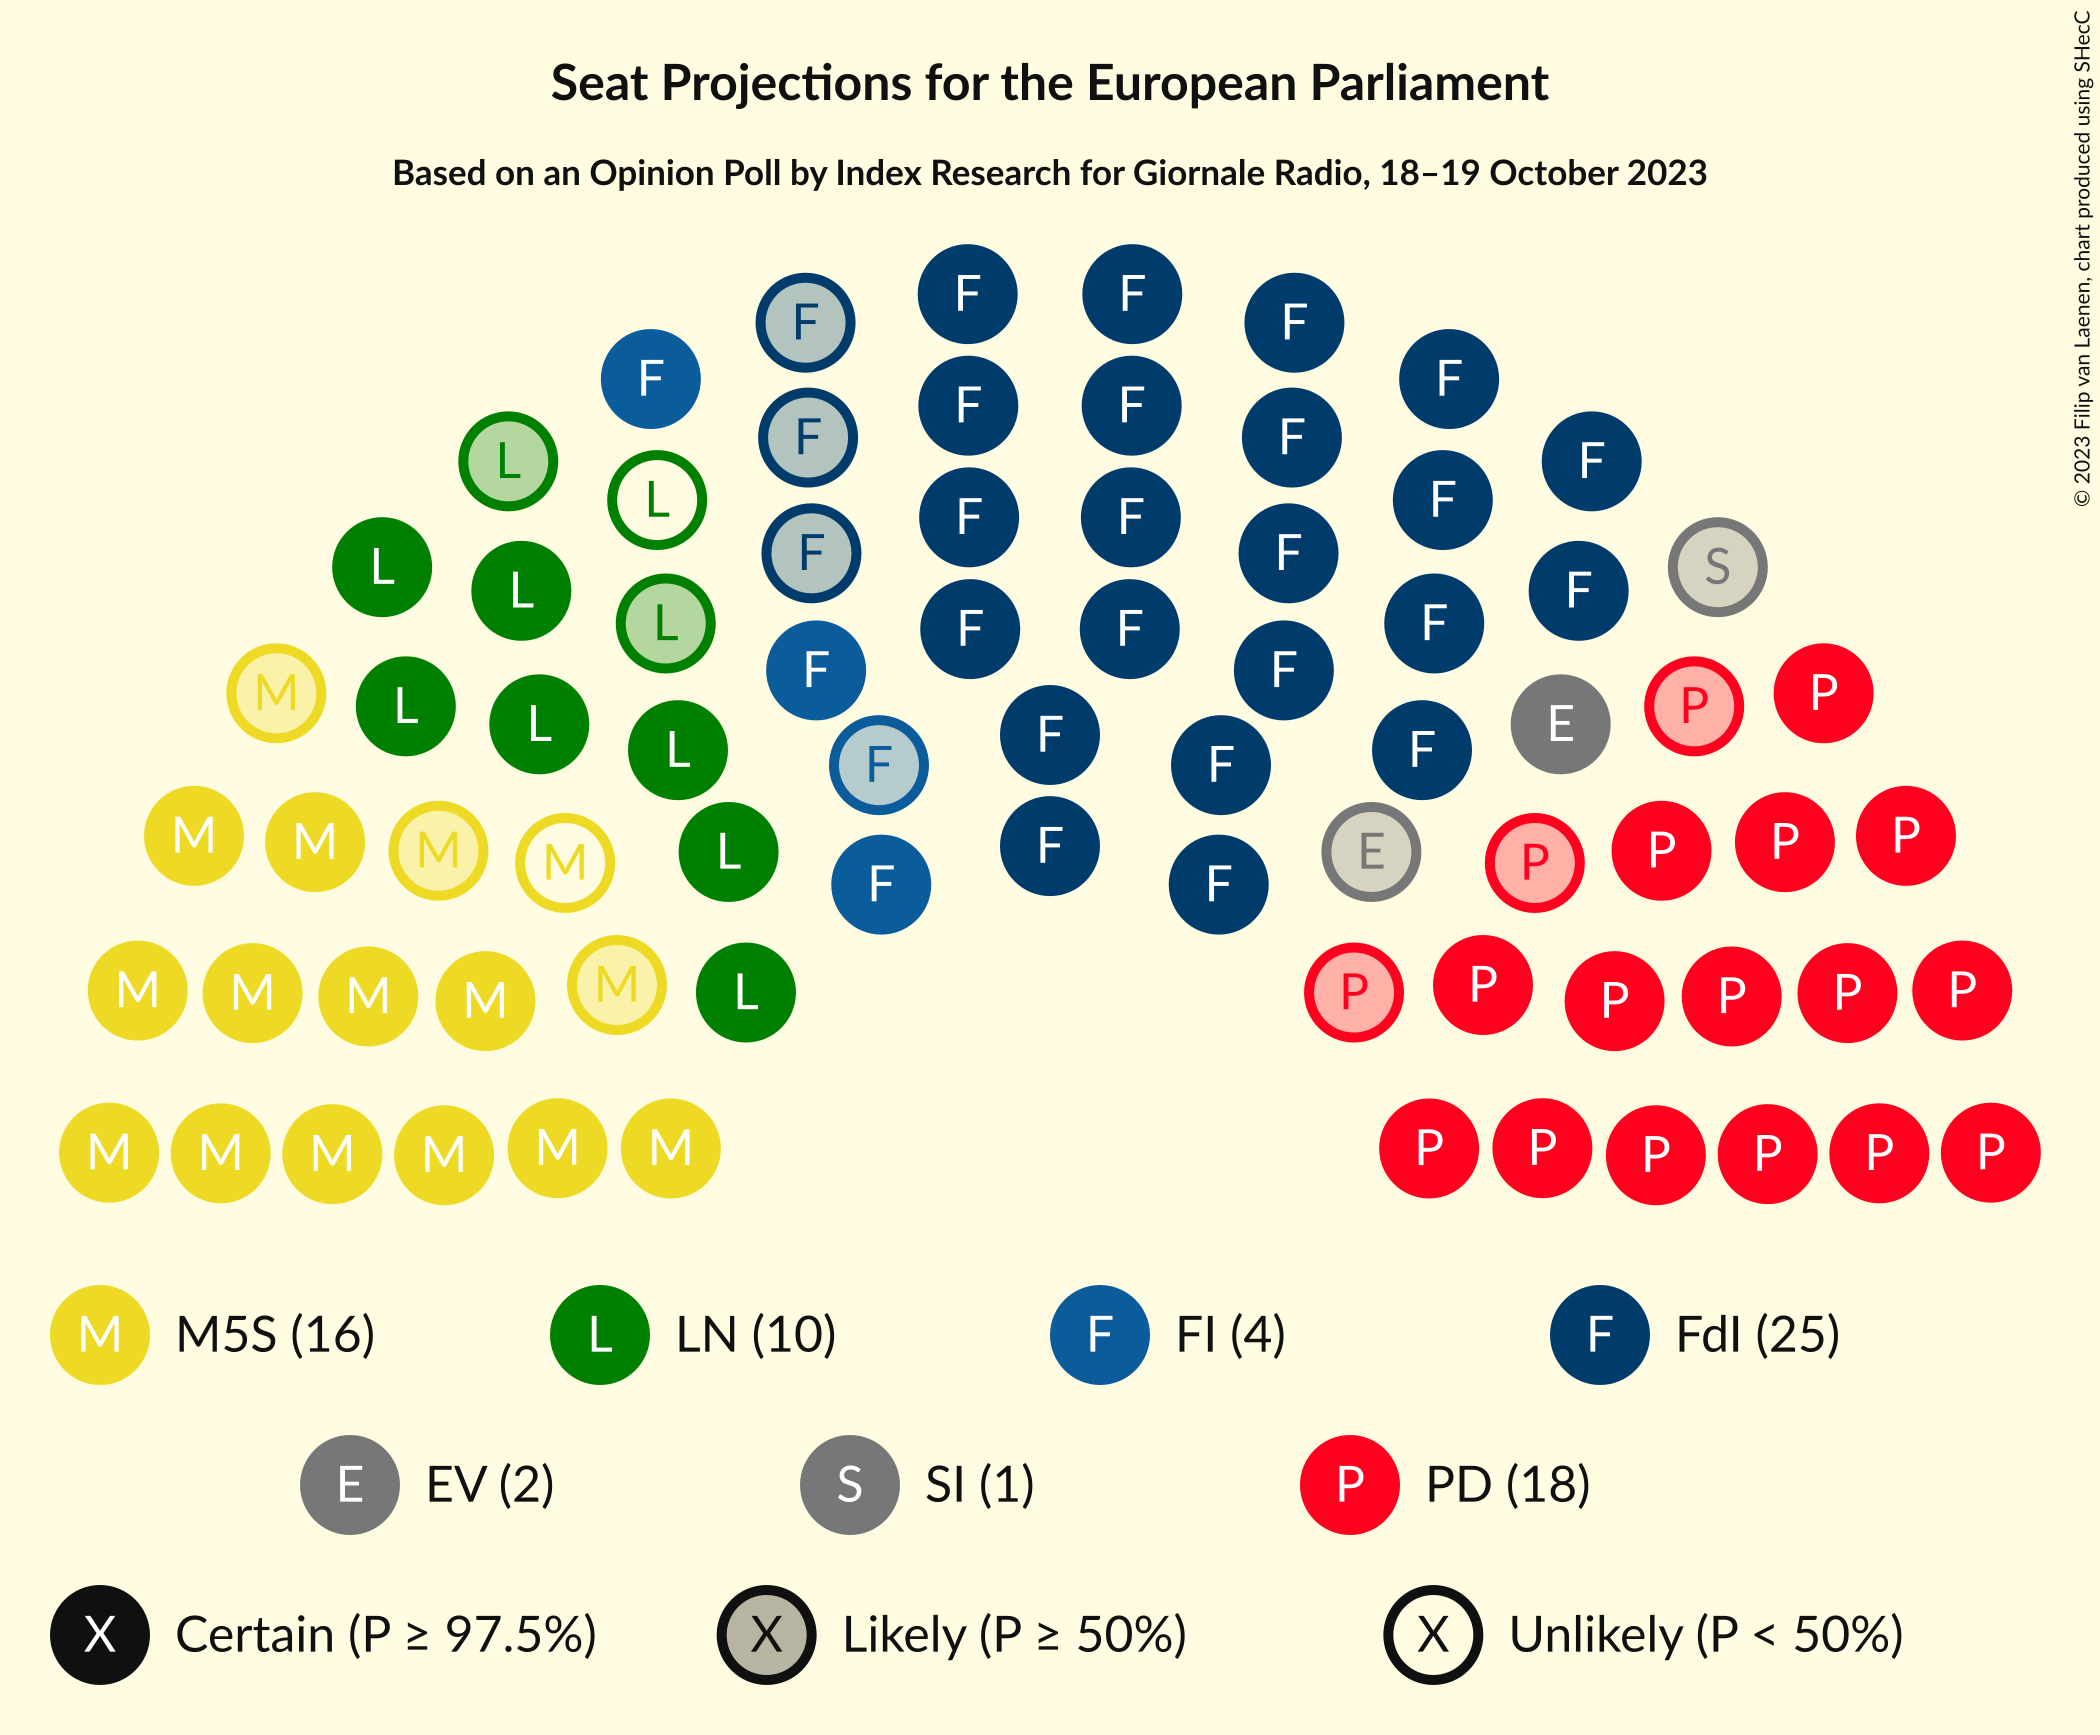 Seat Projections for the European Parliament
Based on an Opinion Poll by Index Research for Giornale Radio, 18–19 October 2023
© 2023 Filip van Laenen, chart produced using SHecC
F F F F
F F
F F
F F
L F
L F
F F
F F
L S
L F
L F
F F
F F
M P
L P
L E
F
L F
F F
M M M M L F E P P P P
F F
M M M M M L P P P P P P
M M M M M M P P P P P P
M M5S (16) L LN (10) F FI (4) F FdI (25)
E EV (2) S SI (1) P PD (18)
X Certain (P ≥ 97.5%) X Likely (P ≥ 50%) X Unlikely (P < 50%)